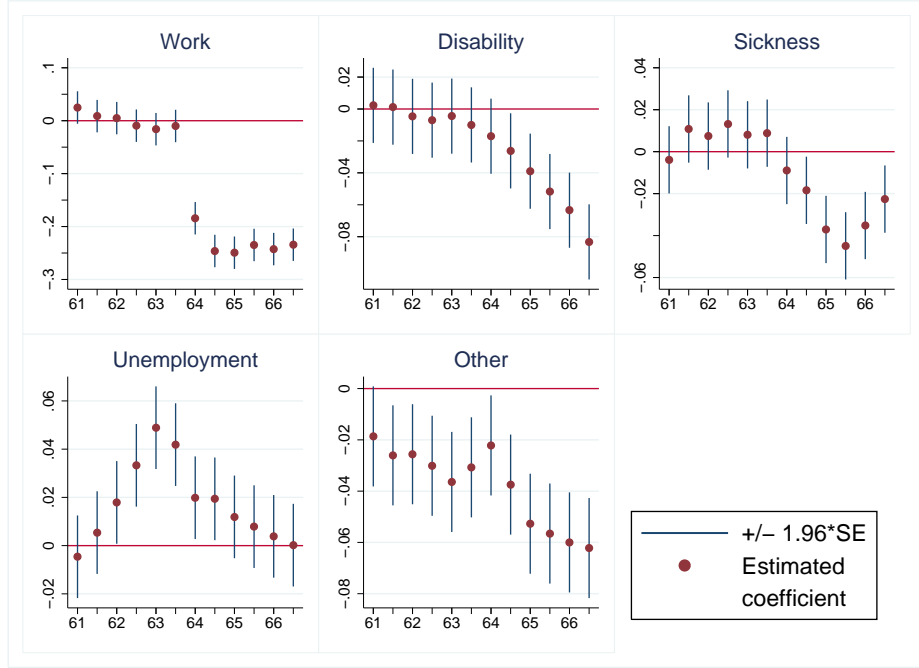 Work
.1
0
-.1
-.2
-.3
61 62 63 64 65 66
Disability
.02
0
-.04
-.08
61 62 63 64 65 66
Sickness
.04
.02
0
-.02
-.06
61 62 63 64 65 66
Unemployment
.06
.04
.02
0
-.02
61 62 63 64 65 66
Other
0
-.02
-.04
-.06
-.08
61 62 63 64 65 66
+/– 1.96*SE
Estimated
coefficient